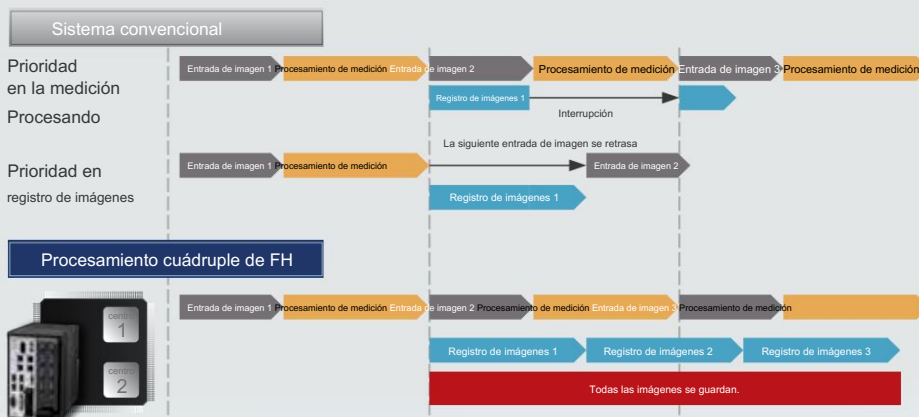 Sistema convencional
Prioridad
en la medición
Procesando
Entrada de imagen 1 Procesamiento de medición Entrada de imagen 2 Procesamiento de medición Entrada de imagen 3 Procesamiento de medición
Registro de imágenes 1
Interrupción
Prioridad en
registro de imágenes
La siguiente entrada de imagen se retrasa
Entrada de imagen 1 Procesamiento de medición Entrada de imagen 2
Registro de imágenes 1
Procesamiento cuádruple de FH
centro
1
centro
2
Entrada de imagen 1 Procesamiento de medición Entrada de imagen 2 Procesamiento de medición Entrada de imagen 3 Procesamiento de medición
Registro de imágenes 1 Registro de imágenes 2 Registro de imágenes 3
Todas las imágenes se guardan.